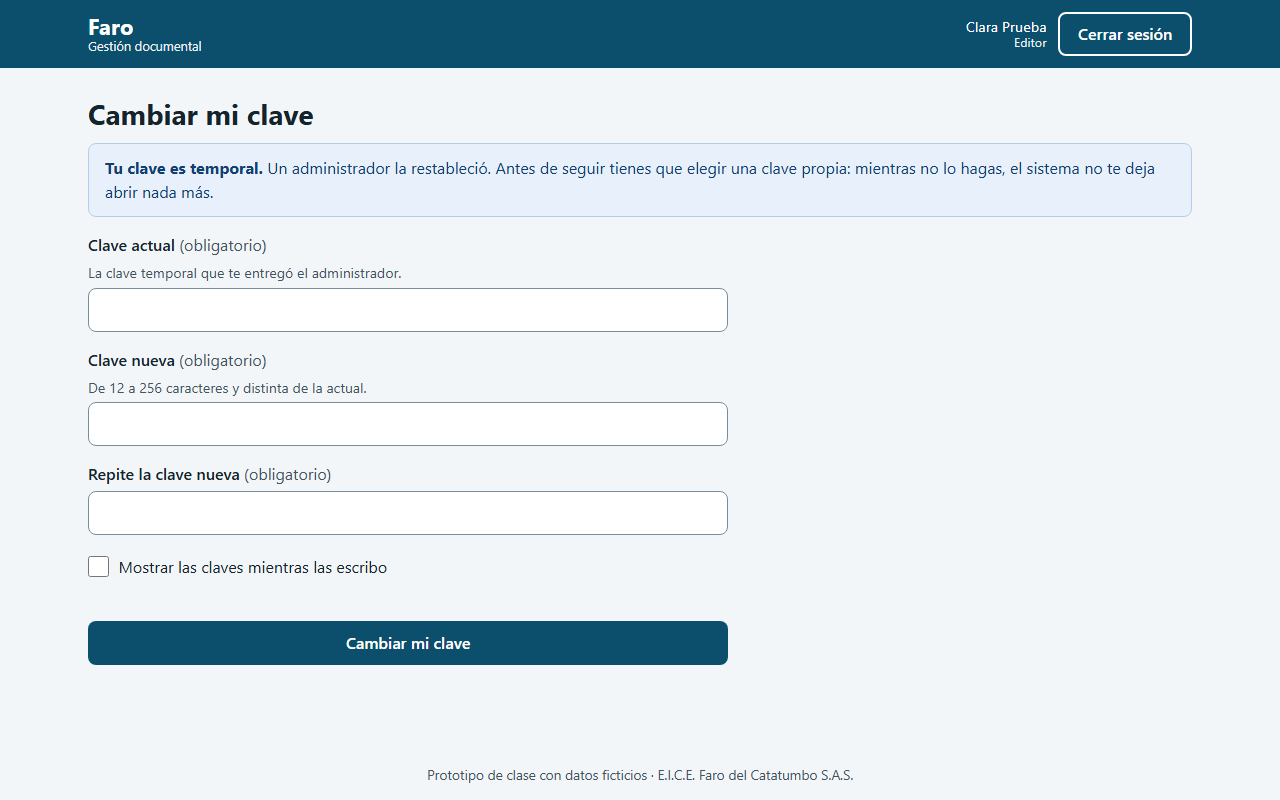 Faro
Gestión documental
Clara Prueba
Editor
Cerrar sesión
Cambiar mi clave
Tu clave es temporal. Un administrador la restableció. Antes de seguir tienes que elegir una clave propia: mientras no lo hagas, el sistema no te deja
abrir nada más.
Clave actual (obligatorio)
La clave temporal que te entregó el administrador.
Clave nueva (obligatorio)
De 12 a 256 caracteres y distinta de la actual.
Repite la clave nueva (obligatorio)
Mostrar las claves mientras las escribo
Cambiar mi clave
Prototipo de clase con datos ficticios · E.I.C.E. Faro del Catatumbo S.A.S.